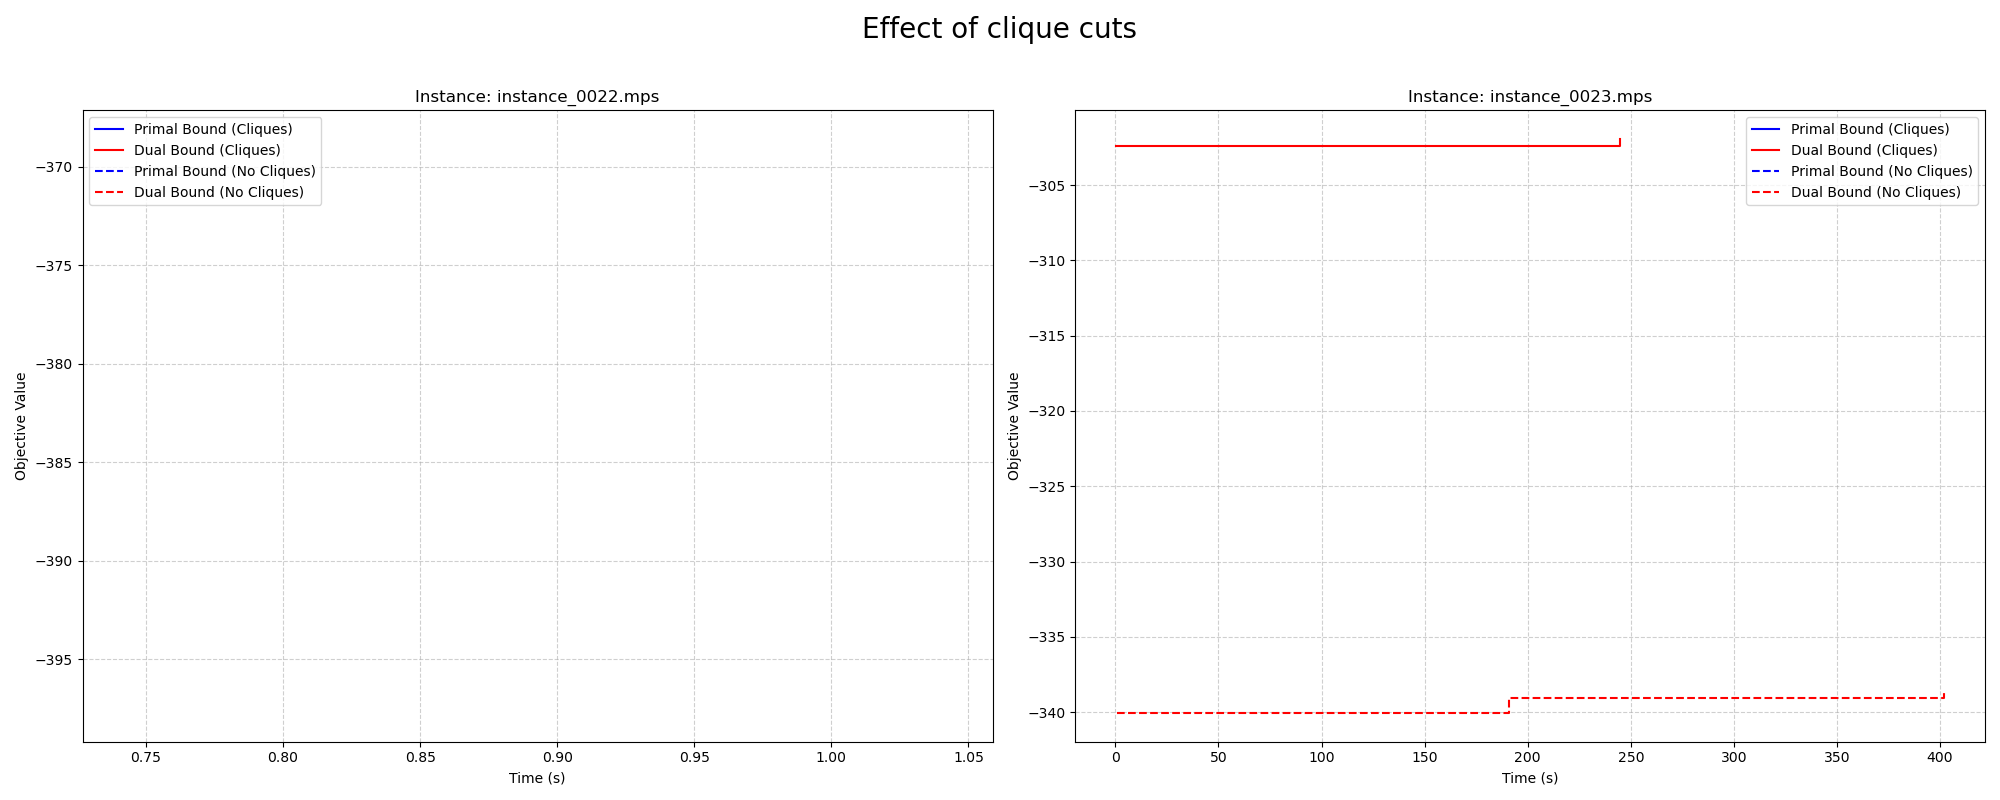 Effect of clique cuts
Instance: instance_0022.mps
Primal Bound (Cliques)
Dual Bound (Cliques)
Primal Bound (No Cliques)
Dual Bound (No Cliques)
Objective Value
−370
−375
−380
−385
−390
−395
0.75
0.80
0.85
0.90
0.95
1.00
1.05
Time (s)
Instance: instance_0023.mps
Primal Bound (Cliques)
Dual Bound (Cliques)
Primal Bound (No Cliques)
Dual Bound (No Cliques)
Objective Value
−305
−310
−315
−320
−325
−330
−335
−340
0
50
100
150
200
250
300
350
400
Time (s)